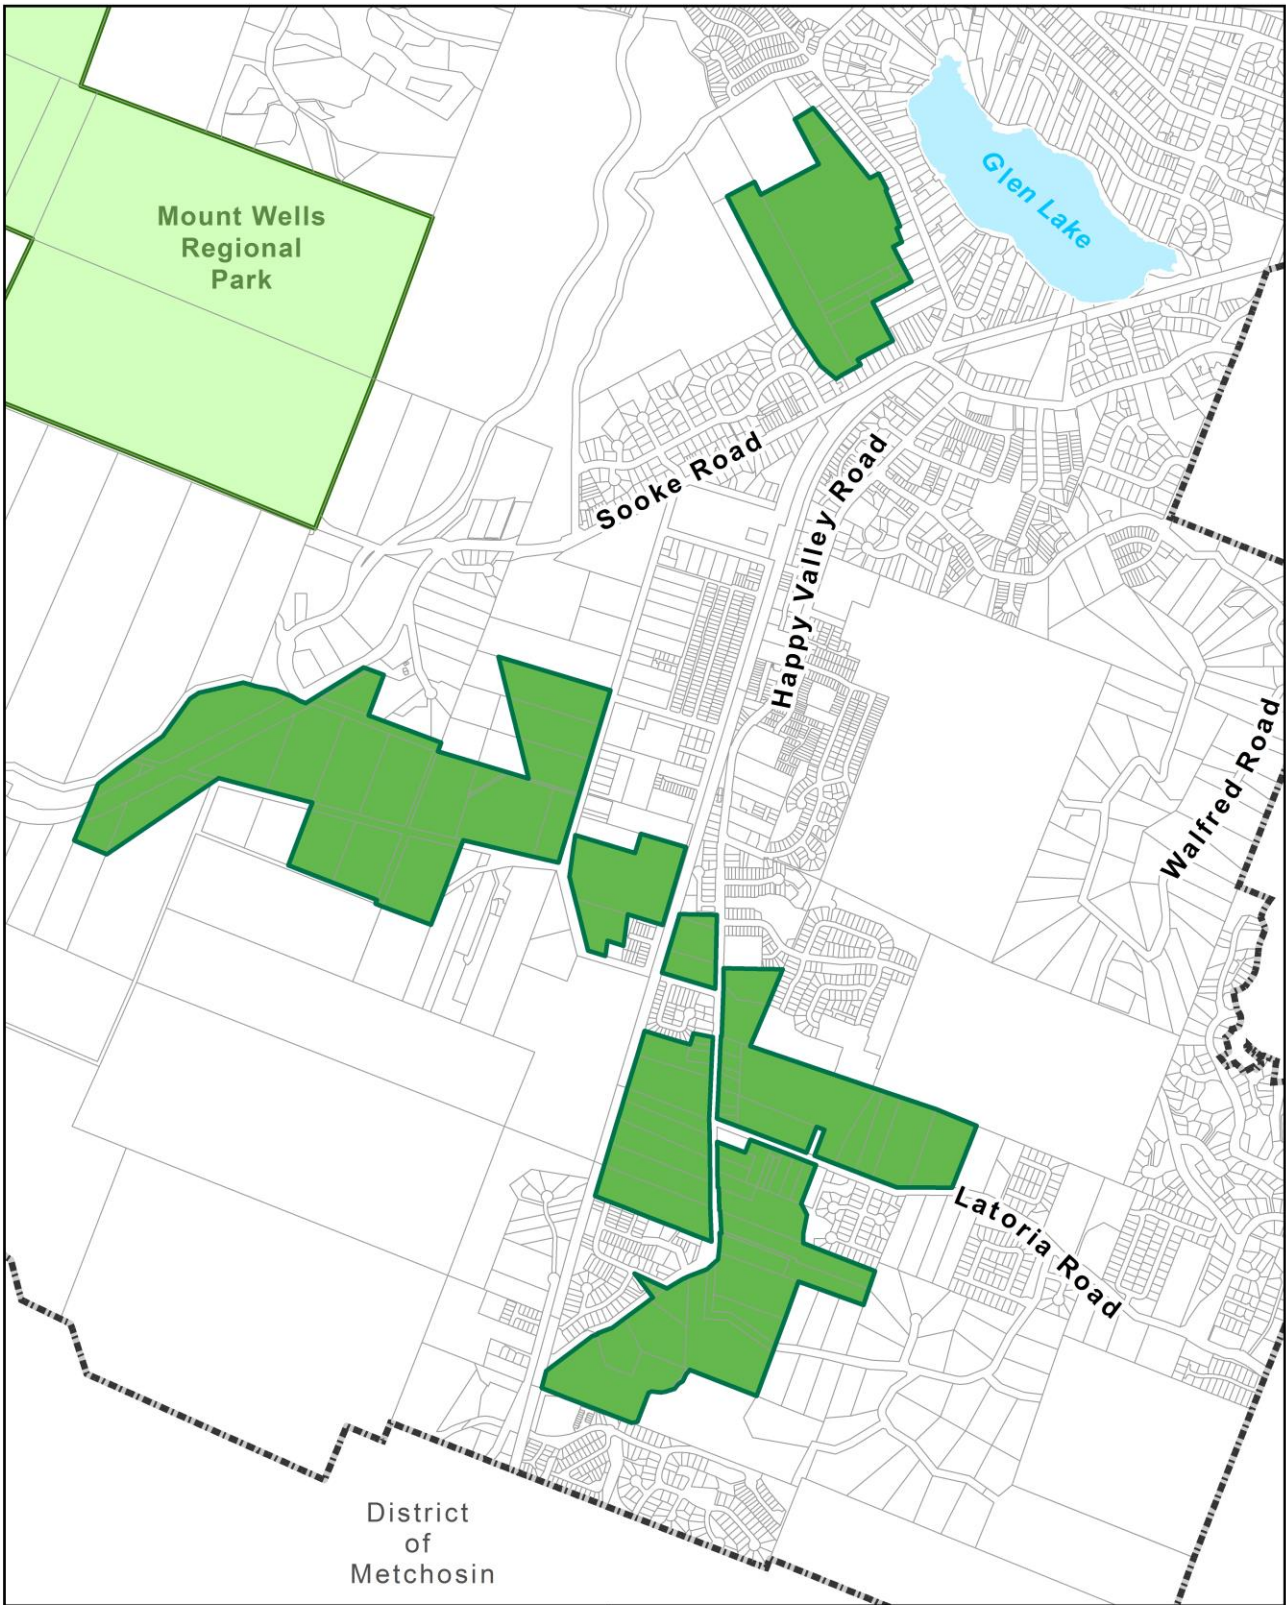 Glen Lake
Mount Wells
Regional
Park
Sooke Road
Happy Valley Road
Walfred Road
Latoria Road
District
of
Metchosin